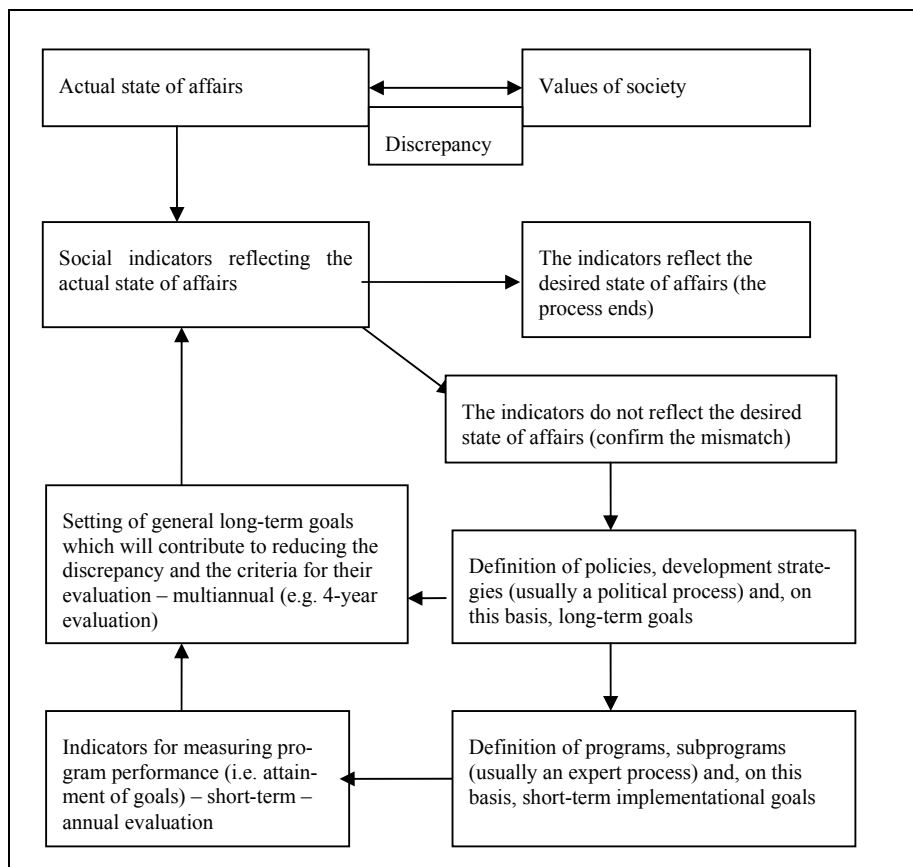 Actual state of affairs
Values of society
Discrepancy
Social indicators reflecting the
actual state of affairs
The indicators reflect the
desired state of affairs (the
process ends)
The indicators do not reflect the desired
state of affairs (confirm the mismatch)
Setting of general long-term goals
which will contribute to reducing the
discrepancy and the criteria for their
evaluation – multiannual (e.g. 4-year
evaluation)
Definition of policies, development strate-
gies (usually a political process) and, on
this basis, long-term goals
Indicators for measuring pro-
gram performance (i.e. attain-
ment of goals) – short-term –
annual evaluation
Definition of programs, subprograms
(usually an expert process) and, on this
basis, short-term implementational goals